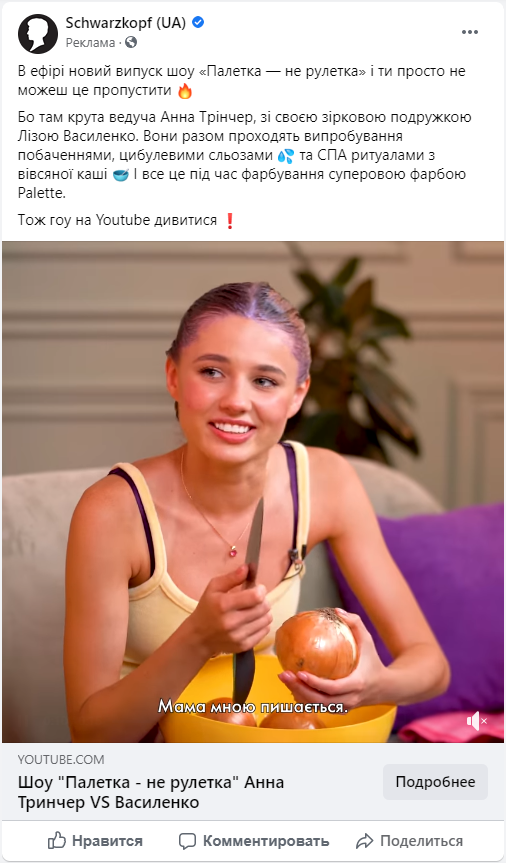 Schwarzkopf (UA)
Реклама ·
В ефірі новий випуск шоу «Палетка — не рулетка» і ти просто не
можеш це пропустити 🔥
Бо там крута ведуча Анна Трінчер, зі своєю зірковою подружкою
Лізою Василенко. Вони разом проходять випробування
побаченнями, цибулевими сльозами 💦 та СПА ритуалами з
вівсяної каші 🥣 І все це під час фарбування суперовою фарбою
Palette.
Тож гоу на Youtube дивитися ❗
Мама мною пишається.
YOUTUBE.COM
Шоу "Палетка - не рулетка" Анна
Тринчер VS Василенко
Подробнее
Нравится
Комментировать
Поделиться